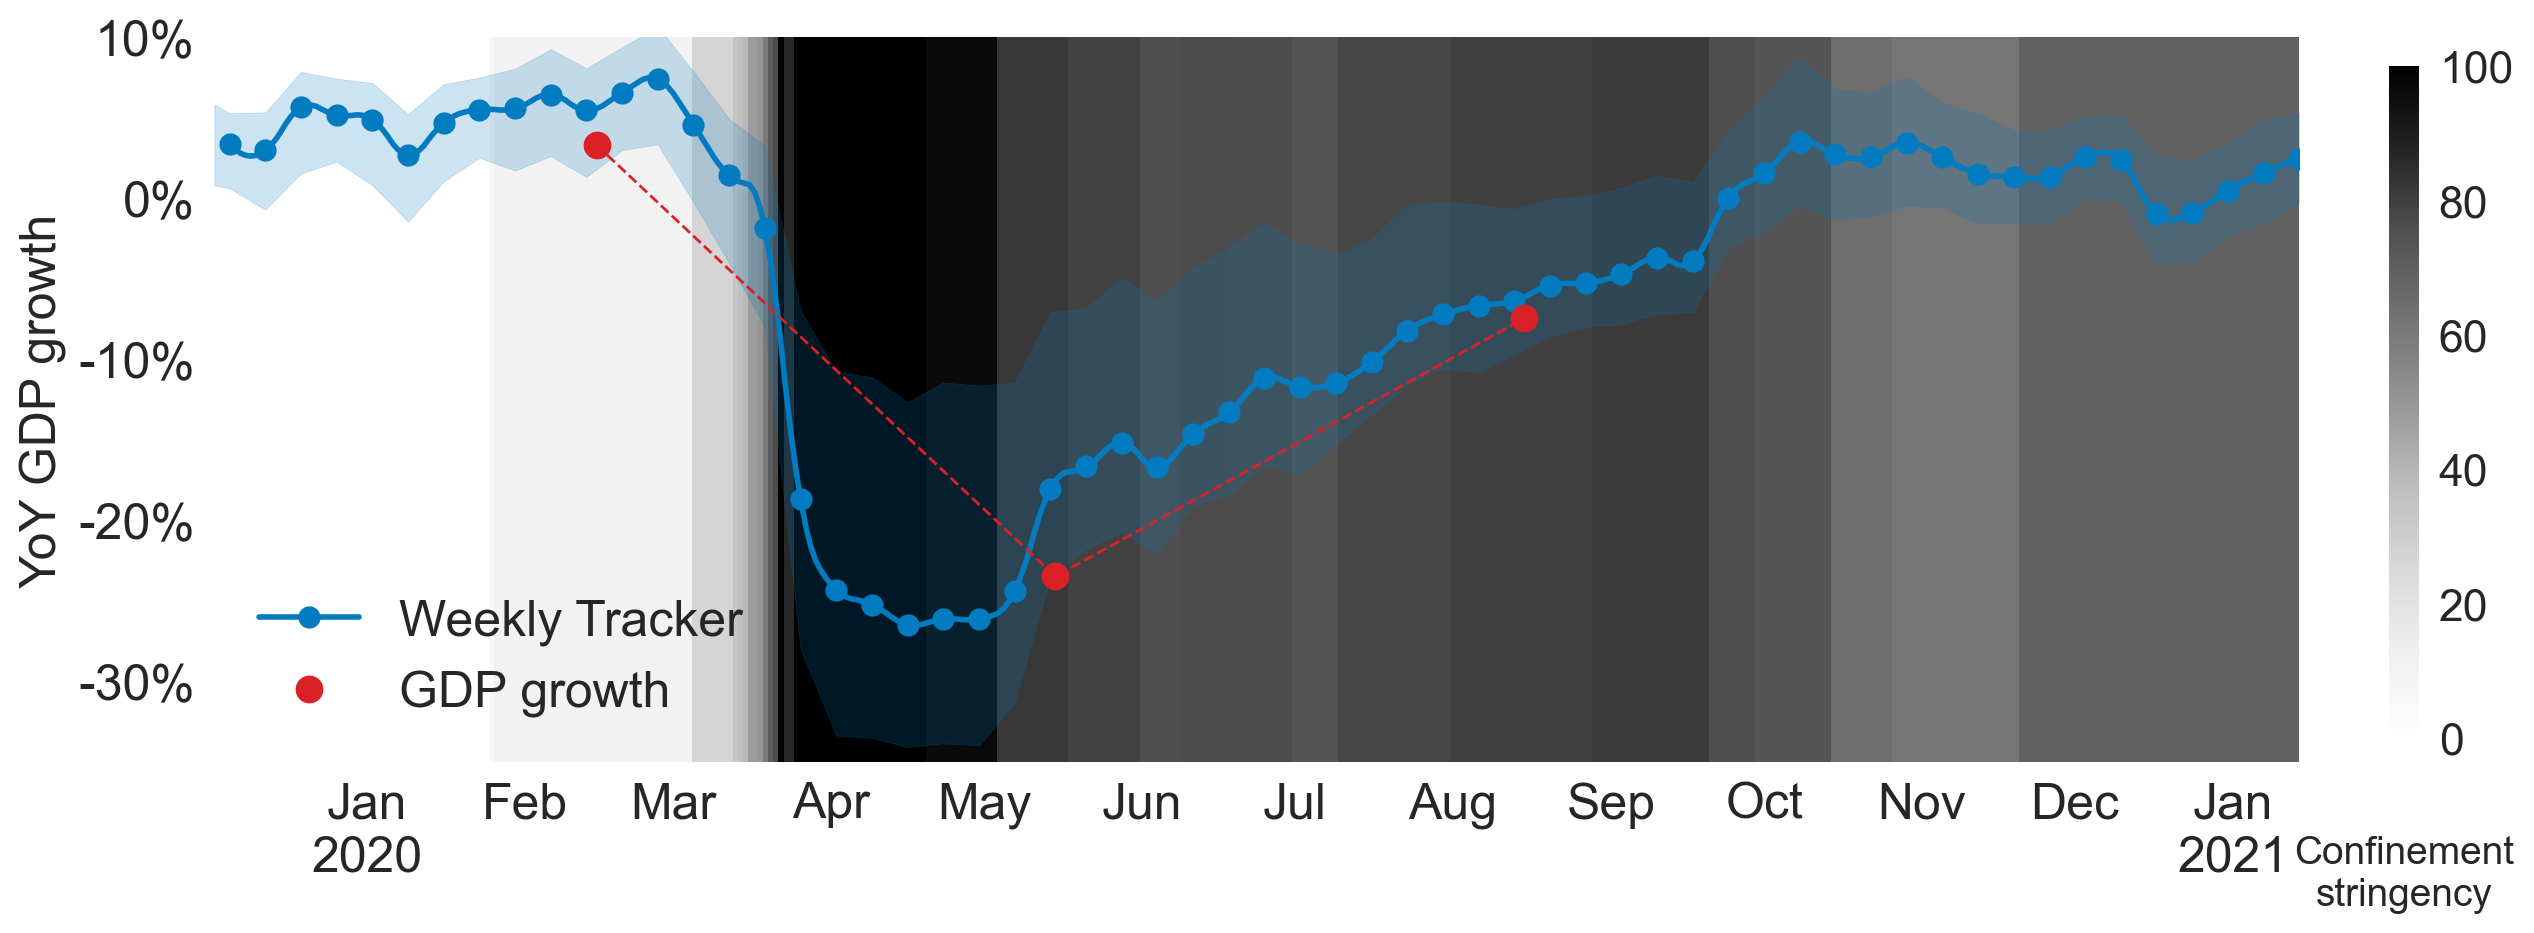 10%
0%
-10%
-20%
-30%
YoY GDP growth
Weekly Tracker
GDP growth
Jan
2020
Feb
Mar
Apr
May
Jun
Jul
Aug
Sep
Oct
Nov
Dec
Jan
2021
100
80
60
40
20
0
Confinement
stringency